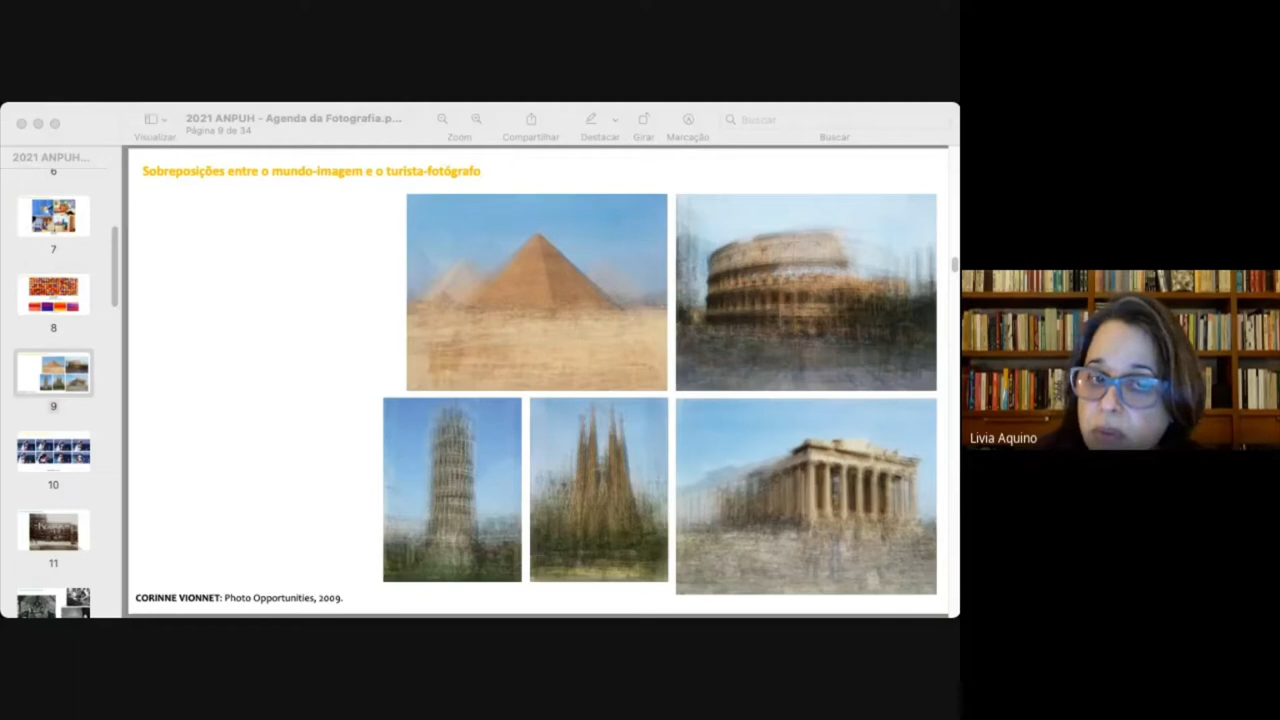 2021 ANPUH - Agenda da Fotografia.p...
Página 9 de 34
Visualizar
Zoom
Compartilhar
Destacar
Girar
Marcação
Buscar
Buscar
2021 ANPUH...
6
7
8
9
10
11
Sobreposições entre o mundo-imagem e o turista-fotógrafo
CORINNE VIONNET: Photo Opportunities, 2009.
Livia Aquino